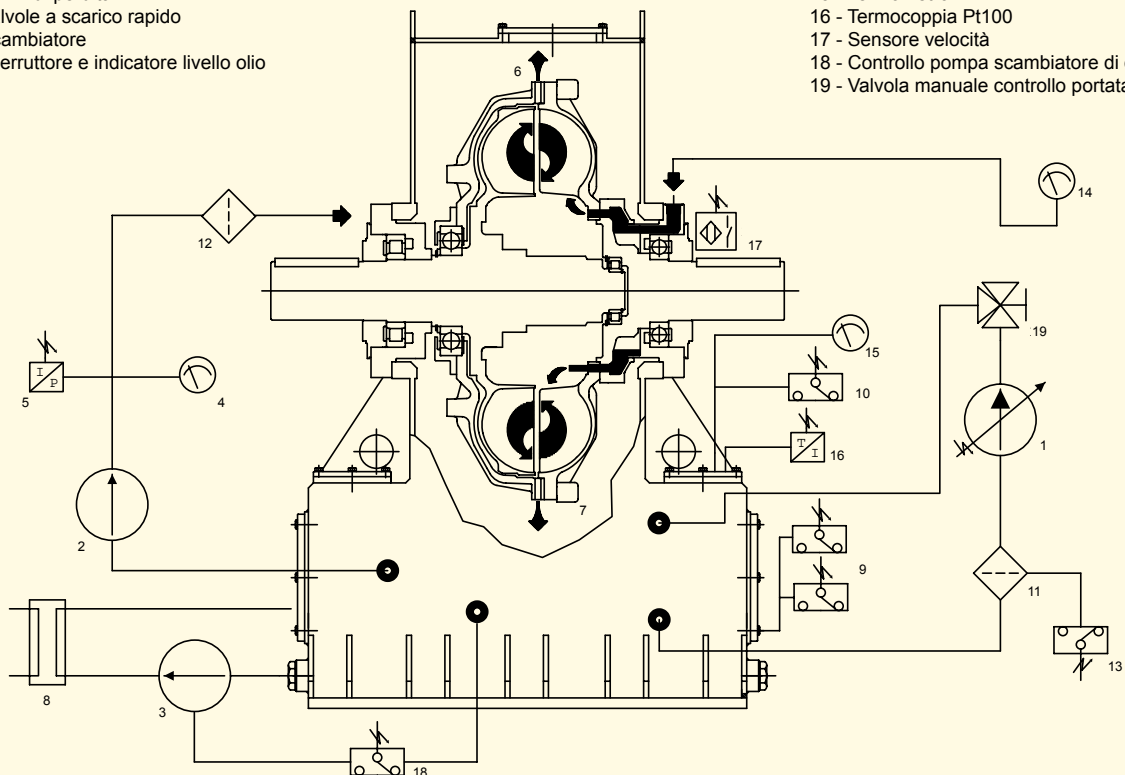 lvole a scarico rapido
cambiatore
erruttore e indicatore livello olio
16 - Termocoppia Pt100
17 - Sensore velocità
18 - Controllo pompa scambiatore di
19 - Valvola manuale controllo portata
6
14
12
17
19
15
5
I
P
4
10
T
I
16
1
7
2
9
11
8
3
13
18